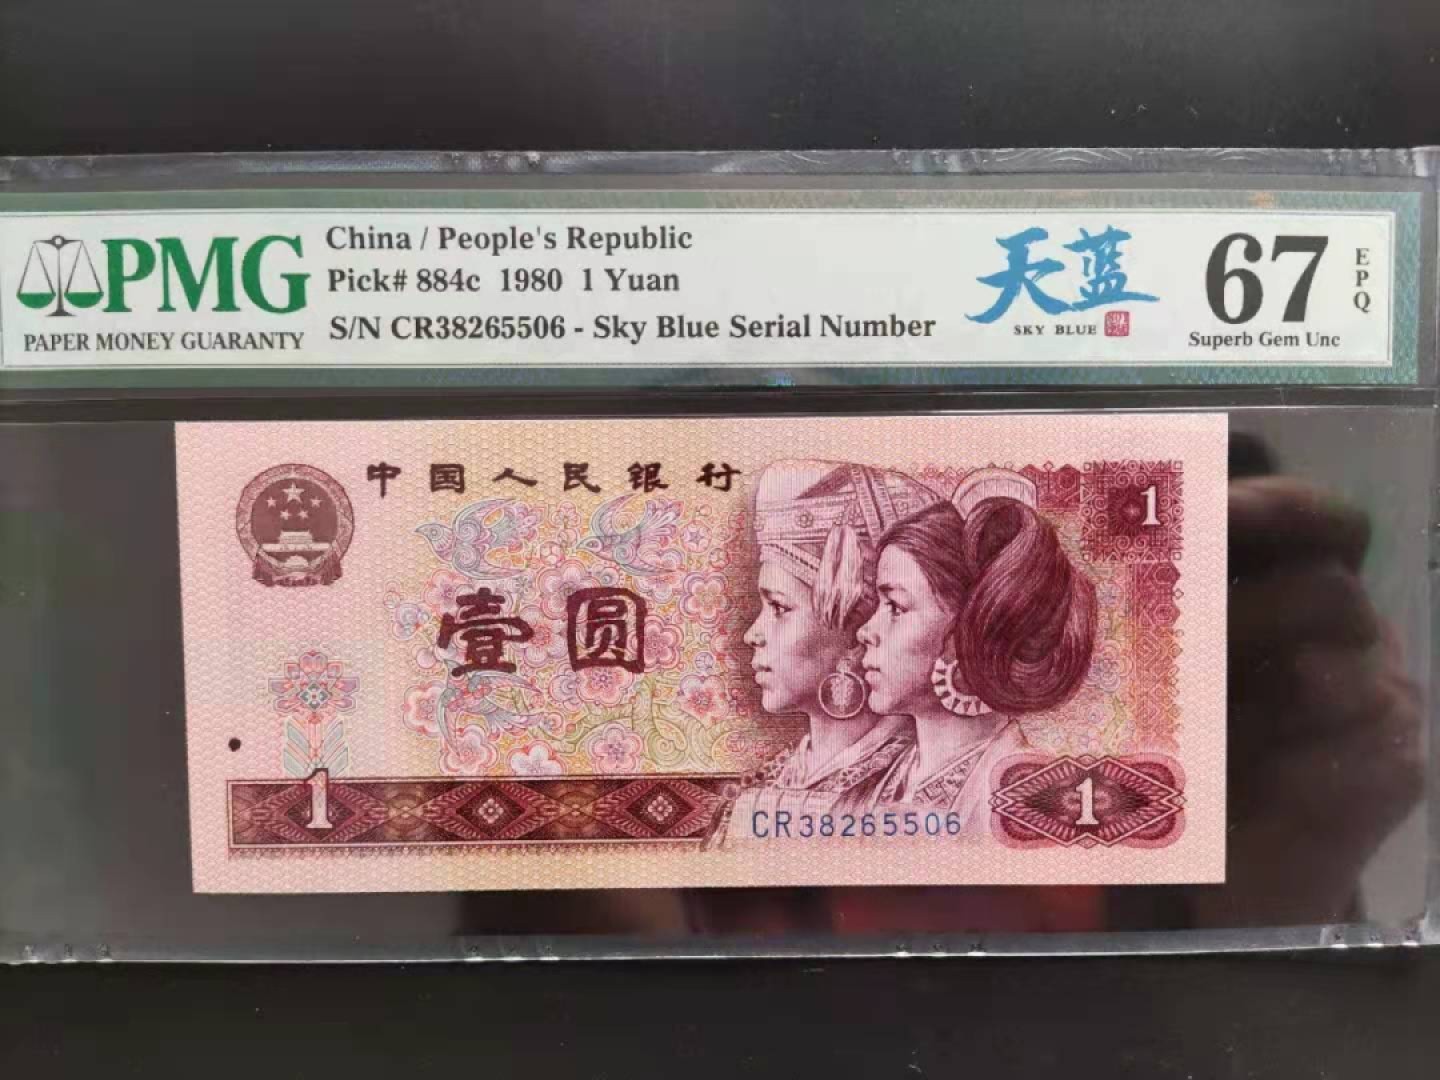 PMG
PAPER MONEY GUARANTY
China / People's Republic
Pick# 884c 1980 1 Yuan
S/N CR38265506 - Sky Blue Serial Number
天蓝
SKY BLUE
67
EPQ
Superb Gem Unc
中国人民银行
1
壹圆
1
CR38265506
1